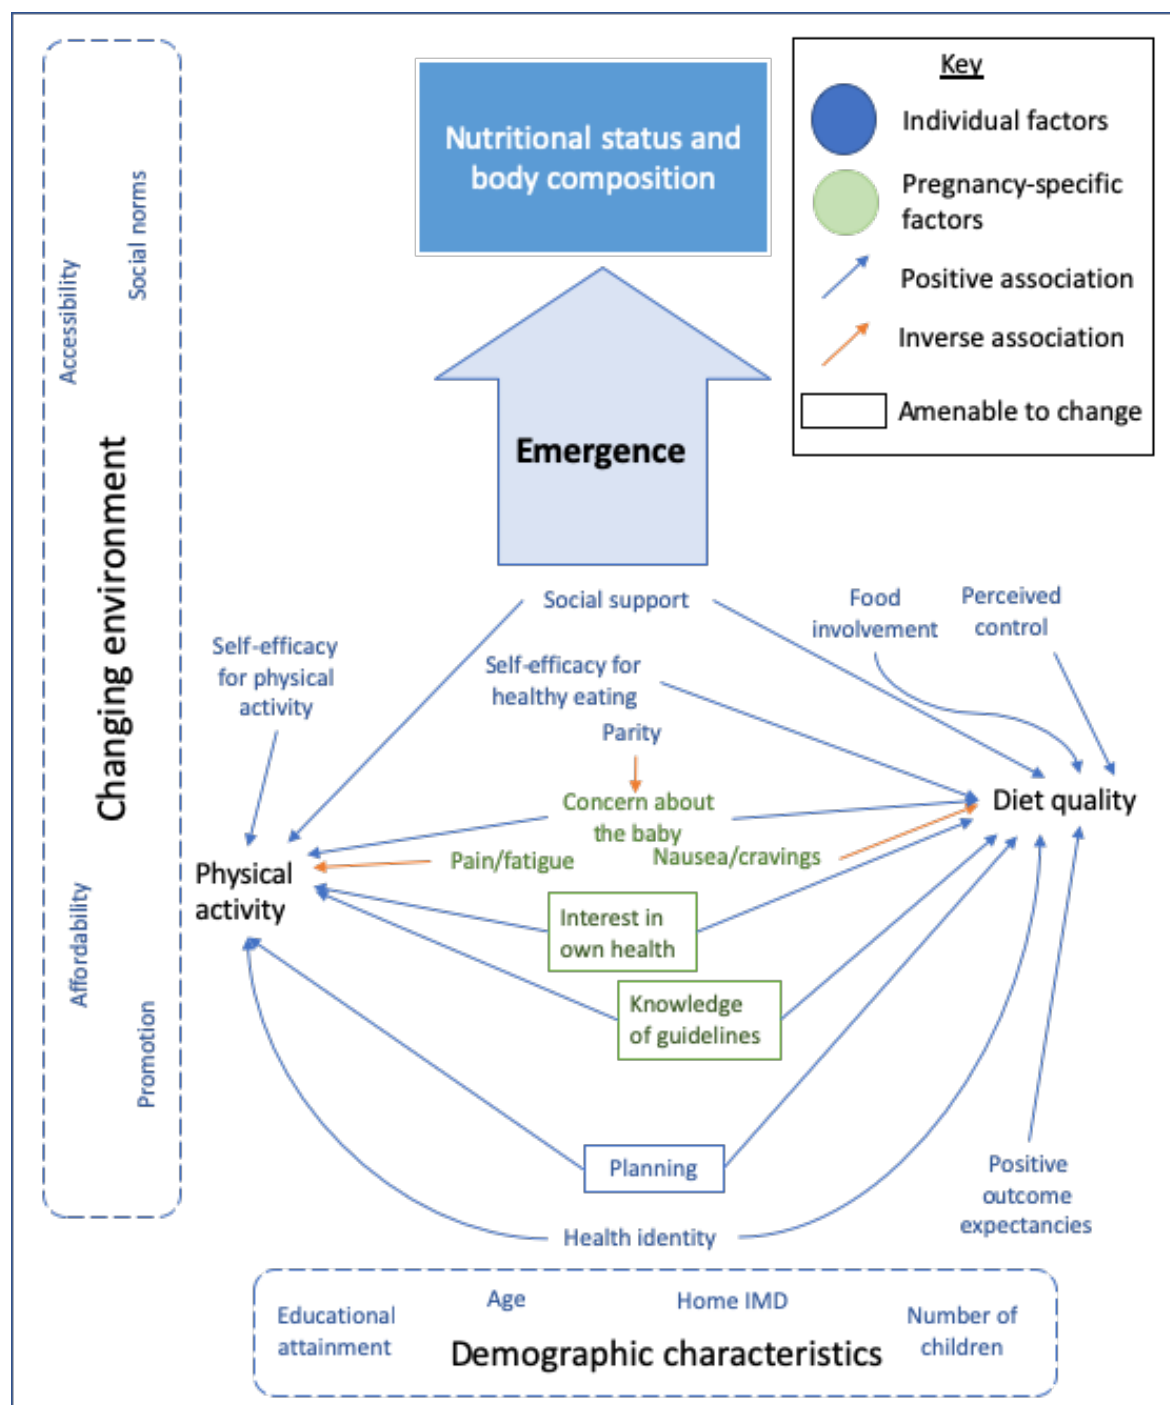 Key
Individual factors
Pregnancy-specific
factors
Positive association
Inverse association
Amenable to change
Nutritional status and
body composition
Emergence
Social norms
Accessibility
Changing environment
Affordability
Promotion
Social support
Food
involvement
Perceived
control
Self-efficacy
for physical
activity
Self-efficacy for
healthy eating
Parity
Concern about
the baby
Diet quality
Pain/fatigue
Nausea/cravings
Physical
activity
Interest in
own health
Knowledge
of guidelines
Planning
Positive
outcome
expectancies
Health identity
Educational
attainment
Age
Home IMD
Number of
children
Demographic characteristics